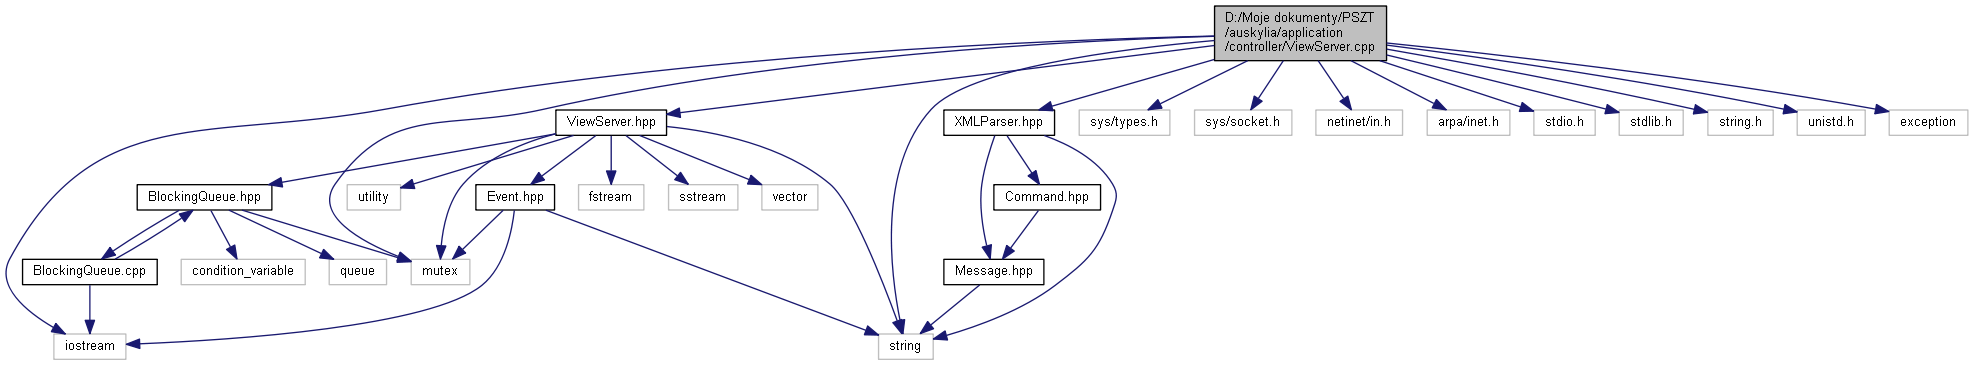 D:/Moje dokumenty/PSZT
/auskylia/application
/controller/ViewServer.cpp
ViewServer.hpp
XMLParser.hpp
sys/types.h
sys/socket.h
netinet/in.h
arpa/inet.h
stdio.h
stdlib.h
string.h
unistd.h
exception
BlockingQueue.hpp
utility
Event.hpp
fstream
sstream
vector
Command.hpp
BlockingQueue.cpp
condition_variable
queue
mutex
Message.hpp
iostream
string